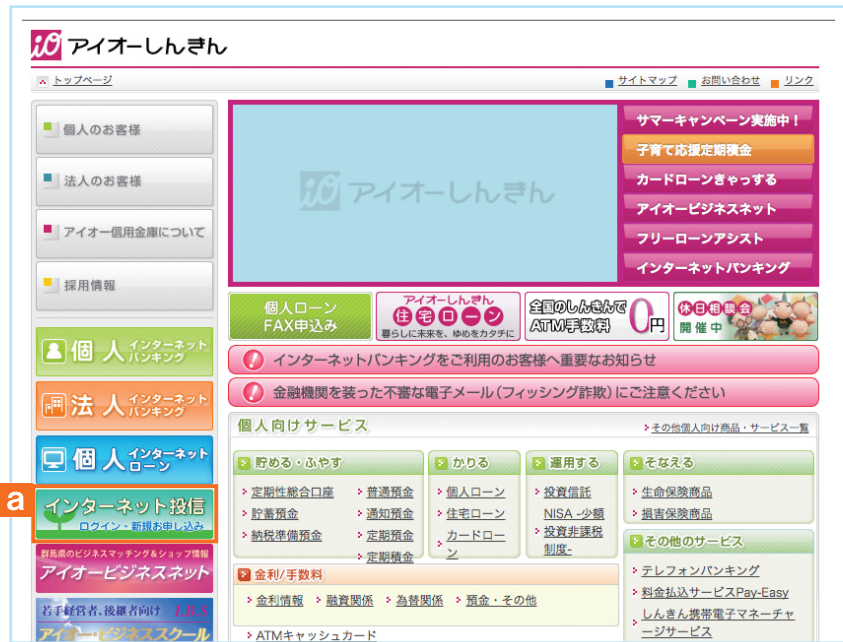 iO アイオーしんきん
トップページ
サイトマップ お問い合わせ リンク
個人のお客様
法人のお客様
アイオー信用金庫について
採用情報
個人 インターネットバンキング
法人 インターネットバンキング
個人 インターネットローン
a
インターネット投信
ログイン・新規お申し込み
群馬県のビジネスマッチング&ショップ情報
アイオービジネスネット
若手経営者、後継者向け I.B.S
アイオー・ビジネススクール
iO アイオーしんきん
サマーキャンペーン実施中！
子育て応援定期積金
カードローンきゃっする
アイオービジネスネット
フリーローンアシスト
インターネットバンキング
個人ローン
FAX申込み
アイオーしんきん
住宅ローン
暮らしに未来を、ゆめをカタチに
全国のしんきんで
ATM手数料
0円
休日相談会
開催中
インターネットバンキングをご利用のお客様へ重要なお知らせ
金融機関を装った不審な電子メール（フィッシング詐欺）にご注意ください
個人向けサービス
その他個人向け商品・サービス一覧
貯める・ふやす
定期性総合口座
貯蓄預金
納税準備預金
普通預金
通知預金
定期預金
定期積金
かりる
個人ローン
住宅ローン
カードロー
ン
運用する
投資信託
NISA -少額
投資非課税
制度-
そなえる
生命保険商品
損害保険商品
その他のサービス
テレフォンバンキング
料金払込サービスPay-Easy
しんきん携帯電子マネーチャ
ージサービス
金利/手数料
金利情報 融資関係 為替関係 預金・その他
ATMキャッシュカード